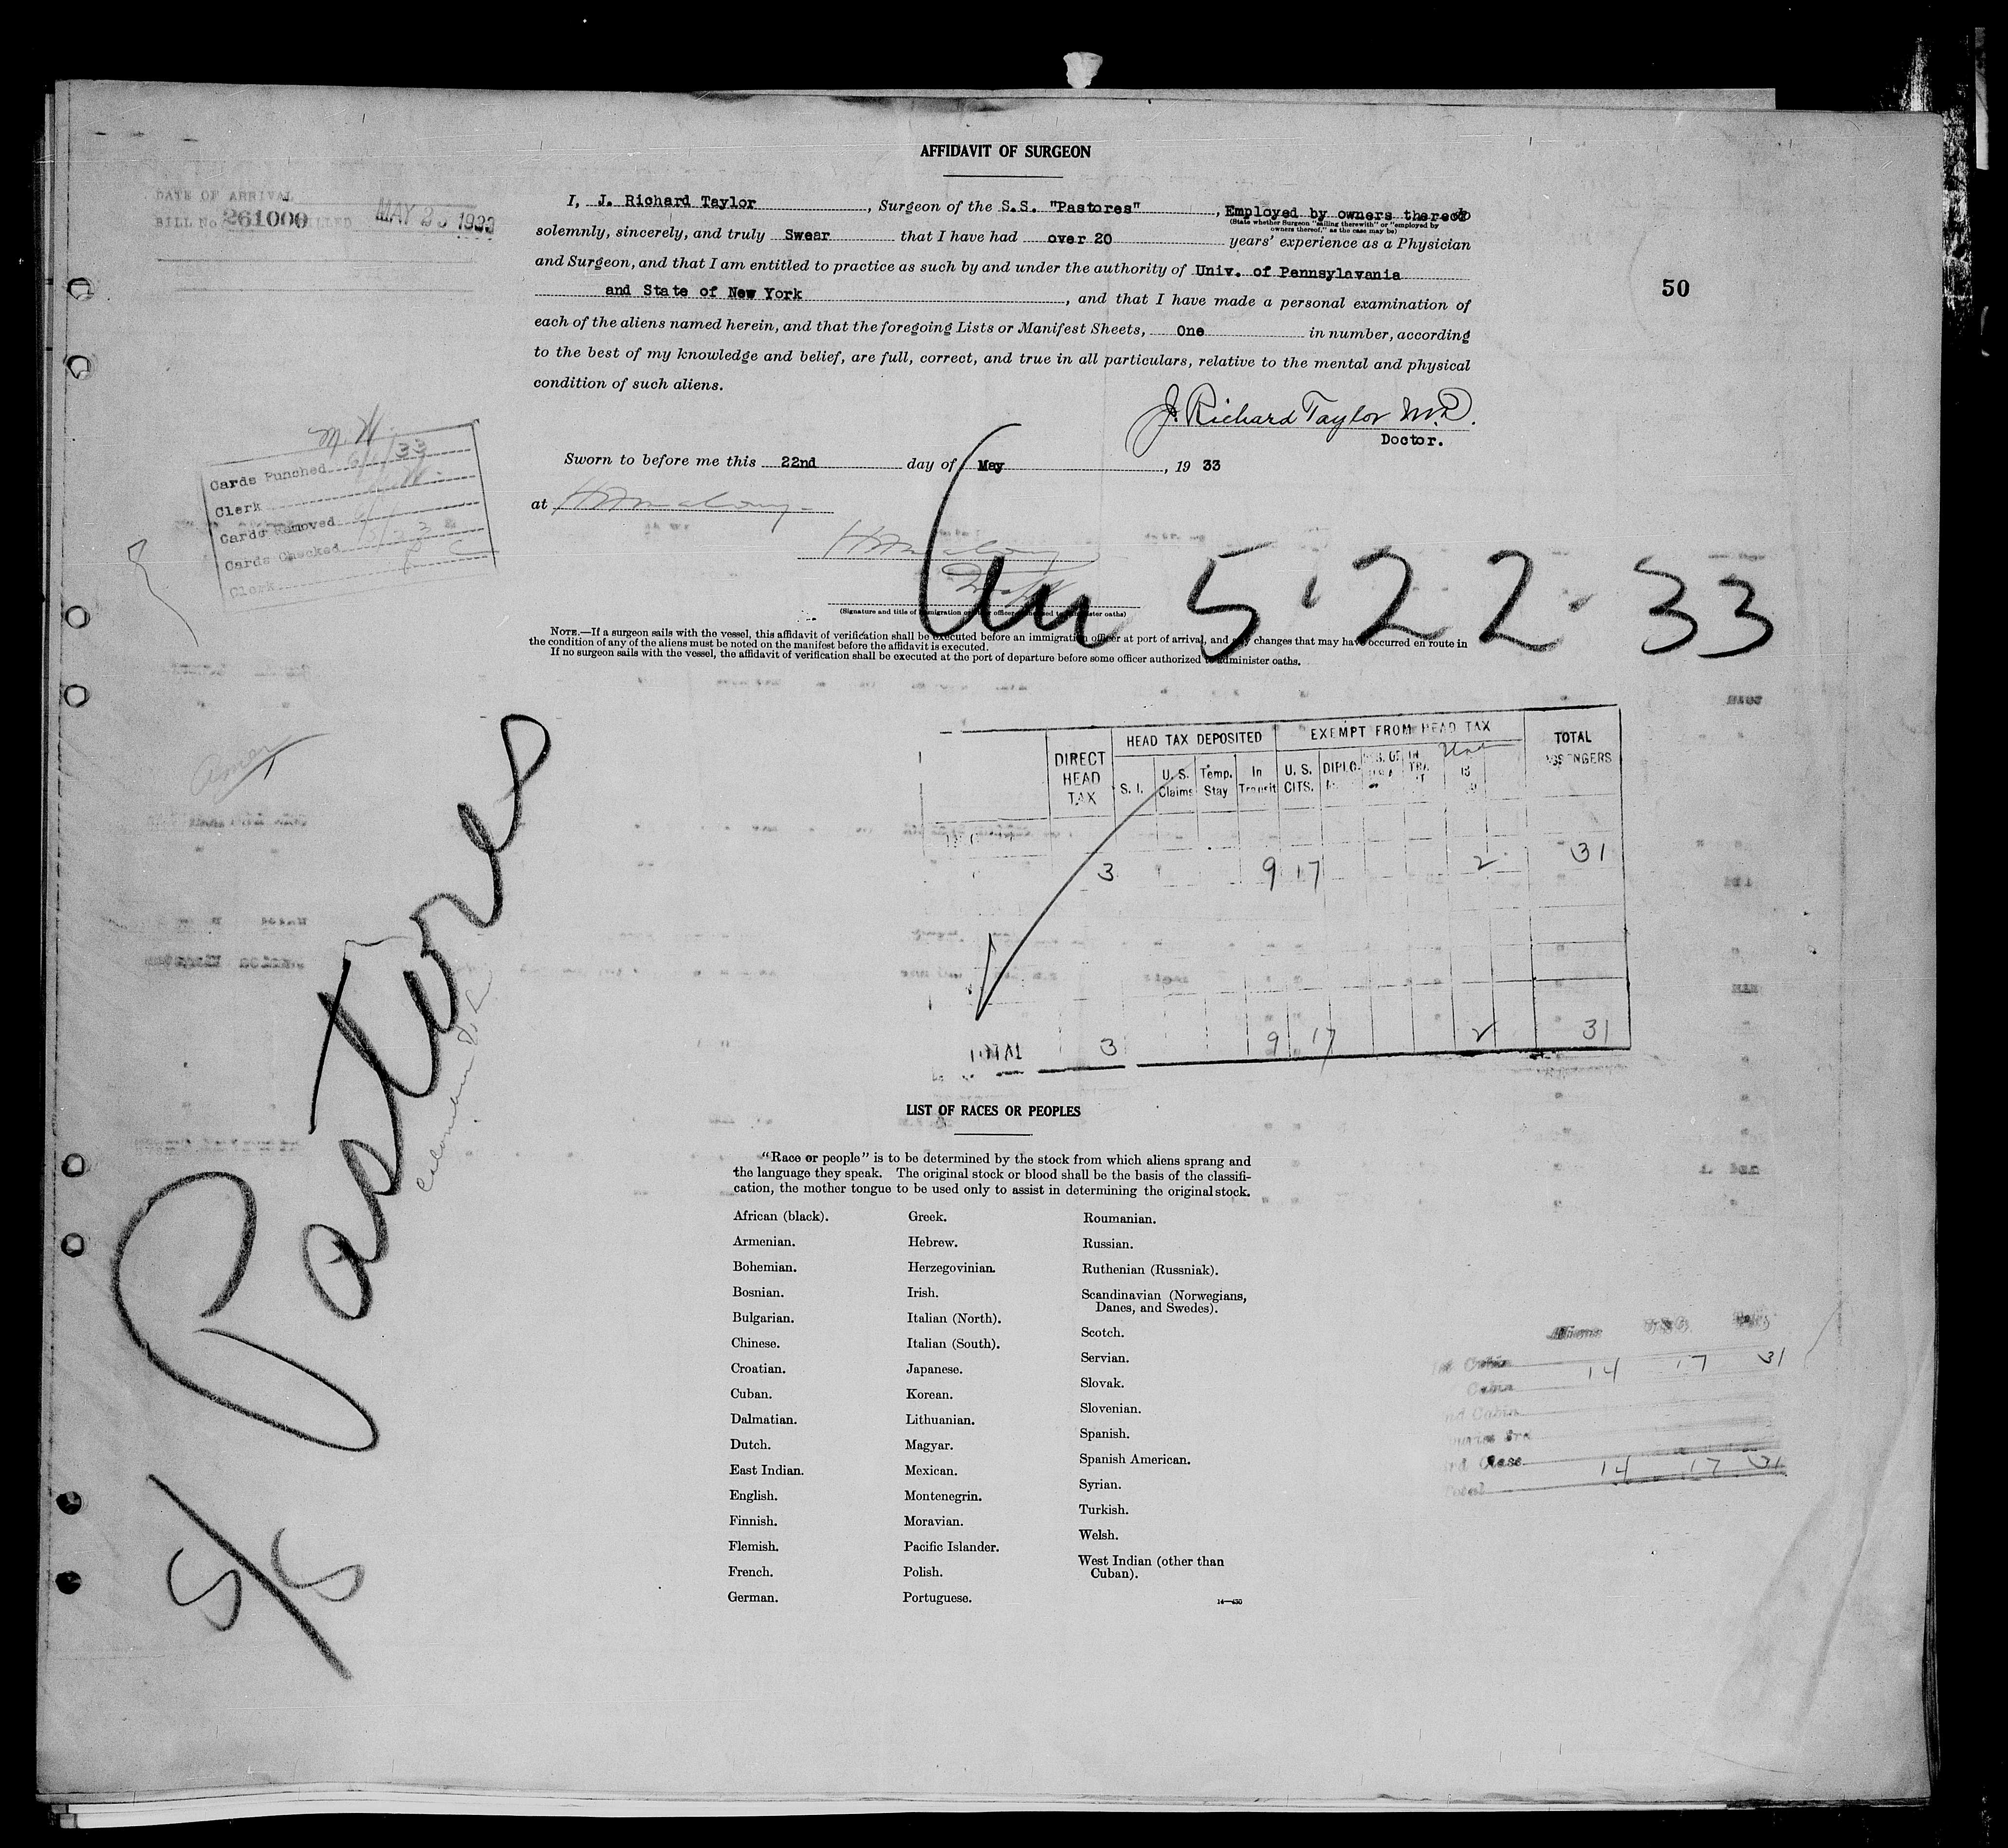 AFFIDAVIT OF SURGEON
DATE OF ARRIVAL
BILL No. 261000 MAY 23 1933
50
I, J. Richard Taylor, Surgeon of the S.S. "Pastores", Employed by owners thereof
(State whether Surgeon "sailing therewith" or "employed by
owners thereof," as the case may be)
solemnly, sincerely, and truly Swear that I have had over 20 years' experience as a Physician
and Surgeon, and that I am entitled to practice as such by and under the authority of Univ. of Pennsylavania
and State of New York, and that I have made a personal examination of
each of the aliens named herein, and that the foregoing Lists or Manifest Sheets, One in number, according
to the best of my knowledge and belief, are full, correct, and true in all particulars, relative to the mental and physical
condition of such aliens.
J. Richard Taylor M.D.
Doctor.
Sworn to before me this 22nd day of May, 19 33
at
M.W.
Cards Punched 6/1/33
Clerk
Cards Removed
Cards Checked
Clerk
Arr 5·22·33
(Signature and title of immigration officer or other officer authorized to administer oaths)
NOTE.—If a surgeon sails with the vessel, this affidavit of verification shall be executed before an immigration officer at port of arrival, and any changes that may have occurred en route in
the condition of any of the aliens must be noted on the manifest before the affidavit is executed.
If no surgeon sails with the vessel, the affidavit of verification shall be executed at the port of departure before some officer authorized to administer oaths.
S/S Pastores
DIRECT HEAD TAX
HEAD TAX DEPOSITED
S. I. U. S. Claims Temp. Stay In Transit
EXEMPT FROM HEAD TAX
U. S. CITS. DIPLO.
TOTAL PASSENGERS
3 9 17 2 31
TOTAL 3 9 17 2 31
LIST OF RACES OR PEOPLES
"Race or people" is to be determined by the stock from which aliens sprang and
the language they speak. The original stock or blood shall be the basis of the classifi-
cation, the mother tongue to be used only to assist in determining the original stock.
African (black).
Armenian.
Bohemian.
Bosnian.
Bulgarian.
Chinese.
Croatian.
Cuban.
Dalmatian.
Dutch.
East Indian.
English.
Finnish.
Flemish.
French.
German.
Greek.
Hebrew.
Herzegovinian.
Irish.
Italian (North).
Italian (South).
Japanese.
Korean.
Lithuanian.
Magyar.
Mexican.
Montenegrin.
Moravian.
Pacific Islander.
Polish.
Portuguese.
Roumanian.
Russian.
Ruthenian (Russniak).
Scandinavian (Norwegians,
Danes, and Swedes).
Scotch.
Servian.
Slovak.
Slovenian.
Spanish.
Spanish American.
Syrian.
Turkish.
Welsh.
West Indian (other than
Cuban).
14—430
Aliens
1st Cabin 14 17 31
Cabin
2nd Cabin
3rd Class
Total 14 17 31